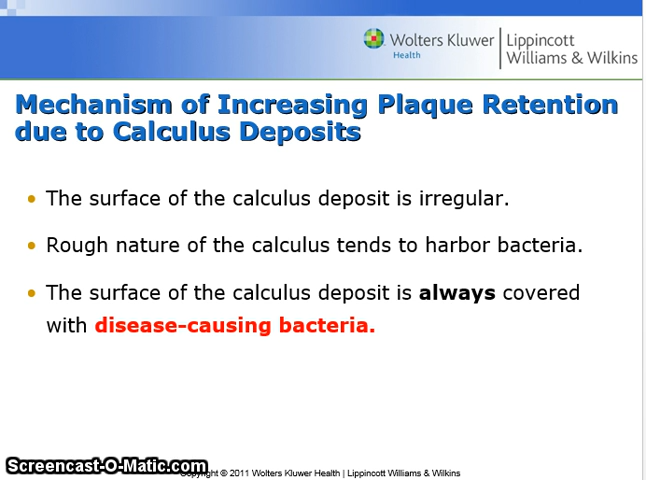 Wolters Kluwer
Health
Lippincott
Williams & Wilkins
Mechanism of Increasing Plaque Retention
due to Calculus Deposits
• The surface of the calculus deposit is irregular.
• Rough nature of the calculus tends to harbor bacteria.
• The surface of the calculus deposit is always covered
with disease-causing bacteria.
Screencast-O-Matic.com
Copyright © 2011 Wolters Kluwer Health | Lippincott Williams & Wilkins